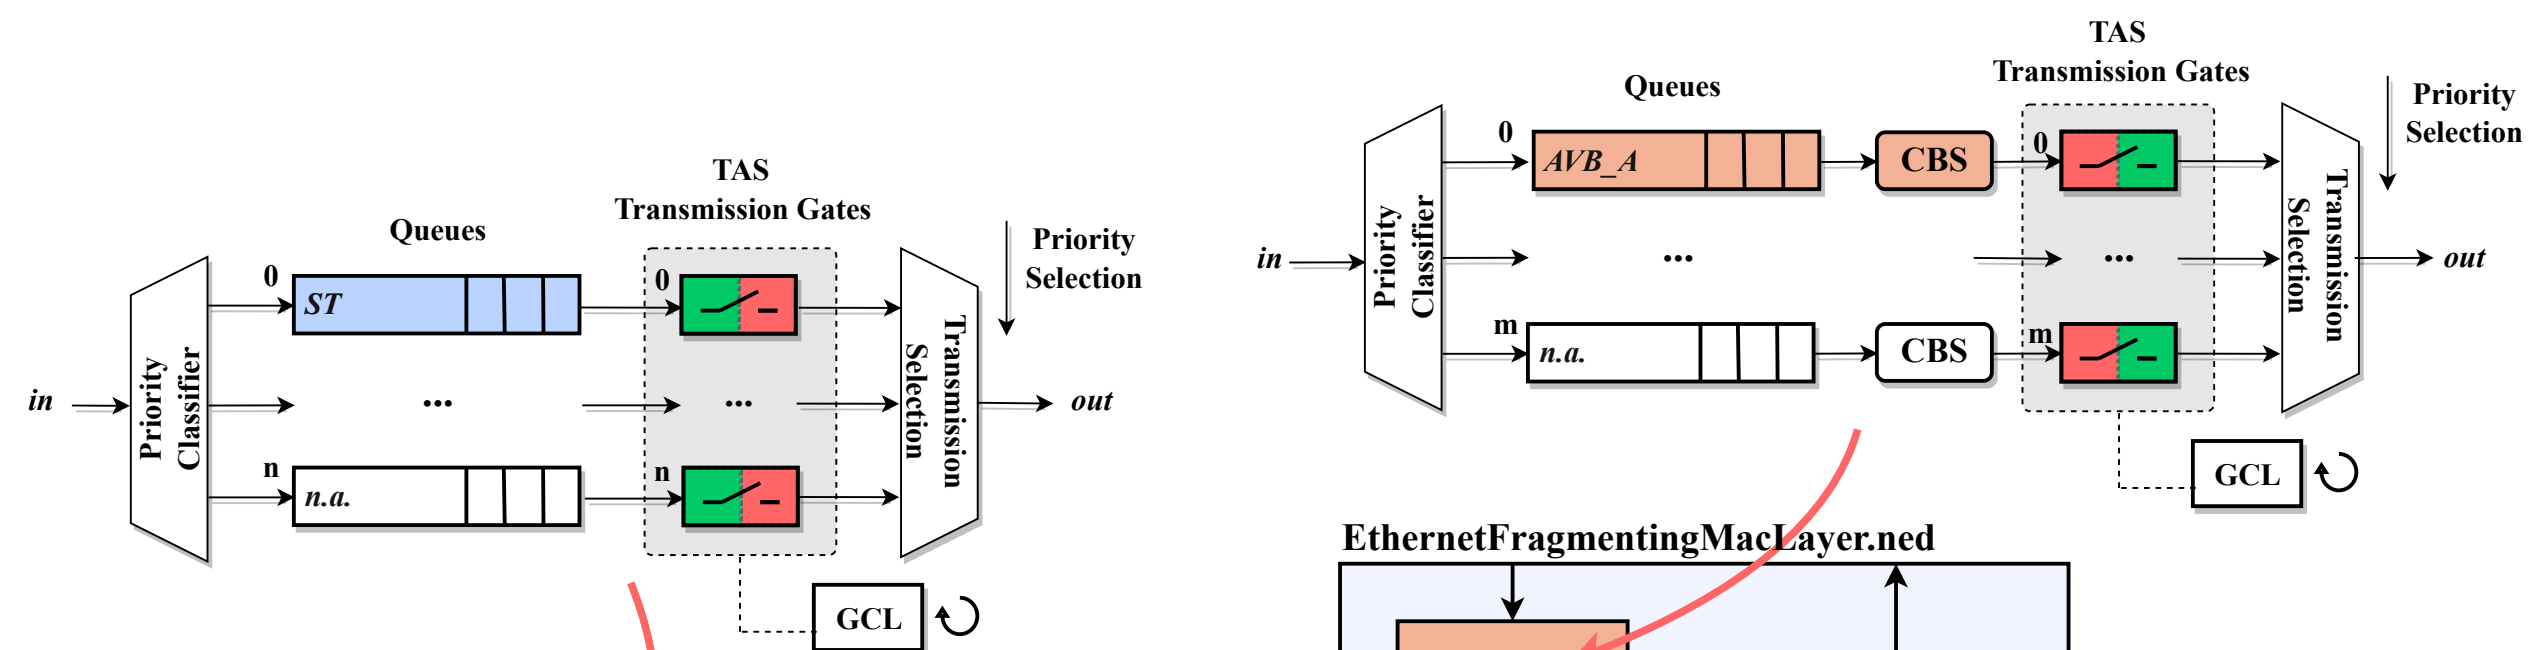 TAS
Transmission Gates
Queues
Priority
Selection
0
ST
0
Priority
Classifier
in
...
...
Transmission
Selection
out
n
n.a.
n
GCL
TAS
Transmission Gates
Queues
Priority
Selection
0
AVB_A
CBS
0
Priority
Classifier
in
...
...
Transmission
Selection
out
m
n.a.
CBS
m
GCL
EthernetFragmentingMacLayer.ned